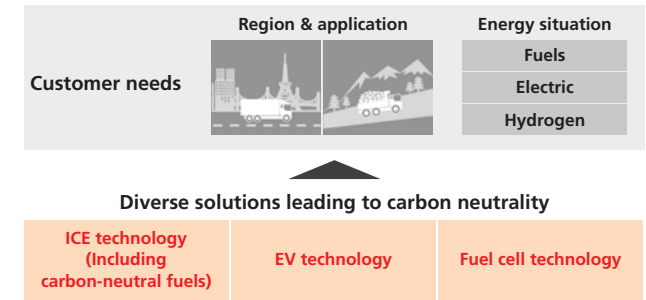 Region & application
Energy situation
Customer needs
Fuels
Electric
Hydrogen
Diverse solutions leading to carbon neutrality
ICE technology
(Including
carbon-neutral fuels)
EV technology
Fuel cell technology